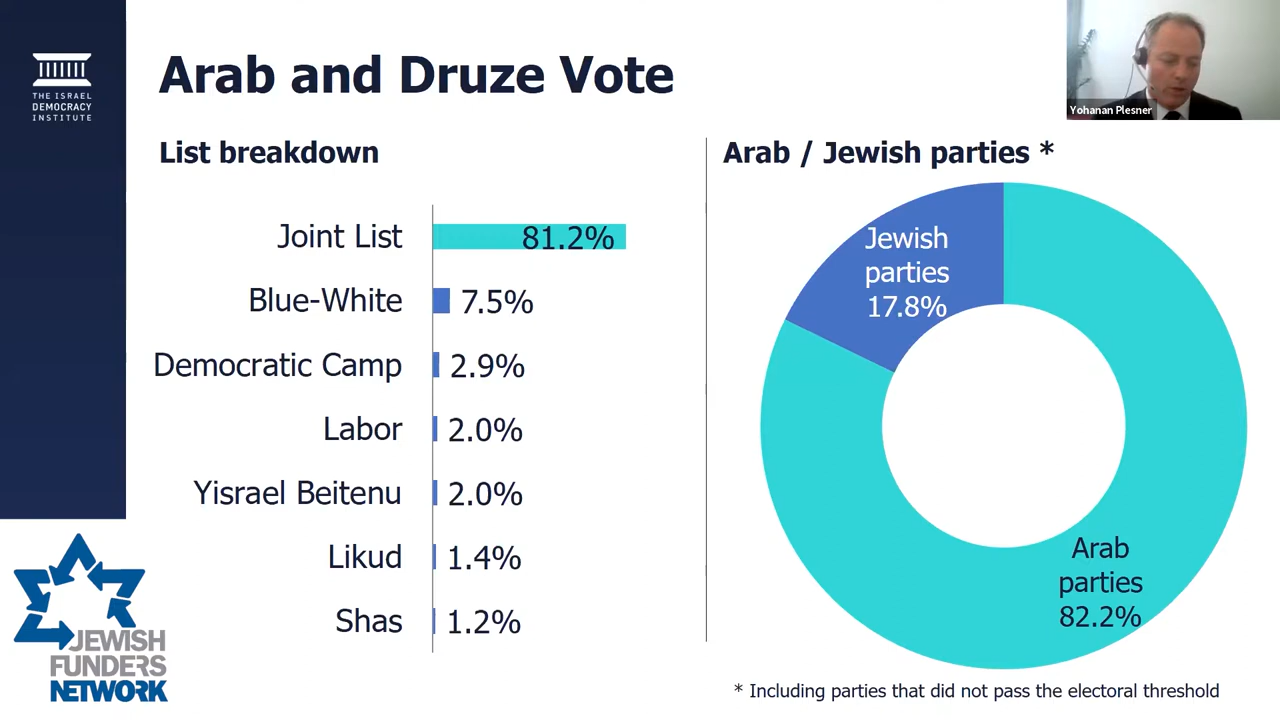 THE ISRAEL
DEMOCRACY
INSTITUTE
Arab and Druze Vote
Yohanan Plesner
List breakdown
Joint List 81.2%
Blue-White 7.5%
Democratic Camp 2.9%
Labor 2.0%
Yisrael Beitenu 2.0%
Likud 1.4%
Shas 1.2%
Arab / Jewish parties *
Jewish
parties
17.8%
Arab
parties
82.2%
* Including parties that did not pass the electoral threshold
JEWISH
FUNDERS
NETWORK